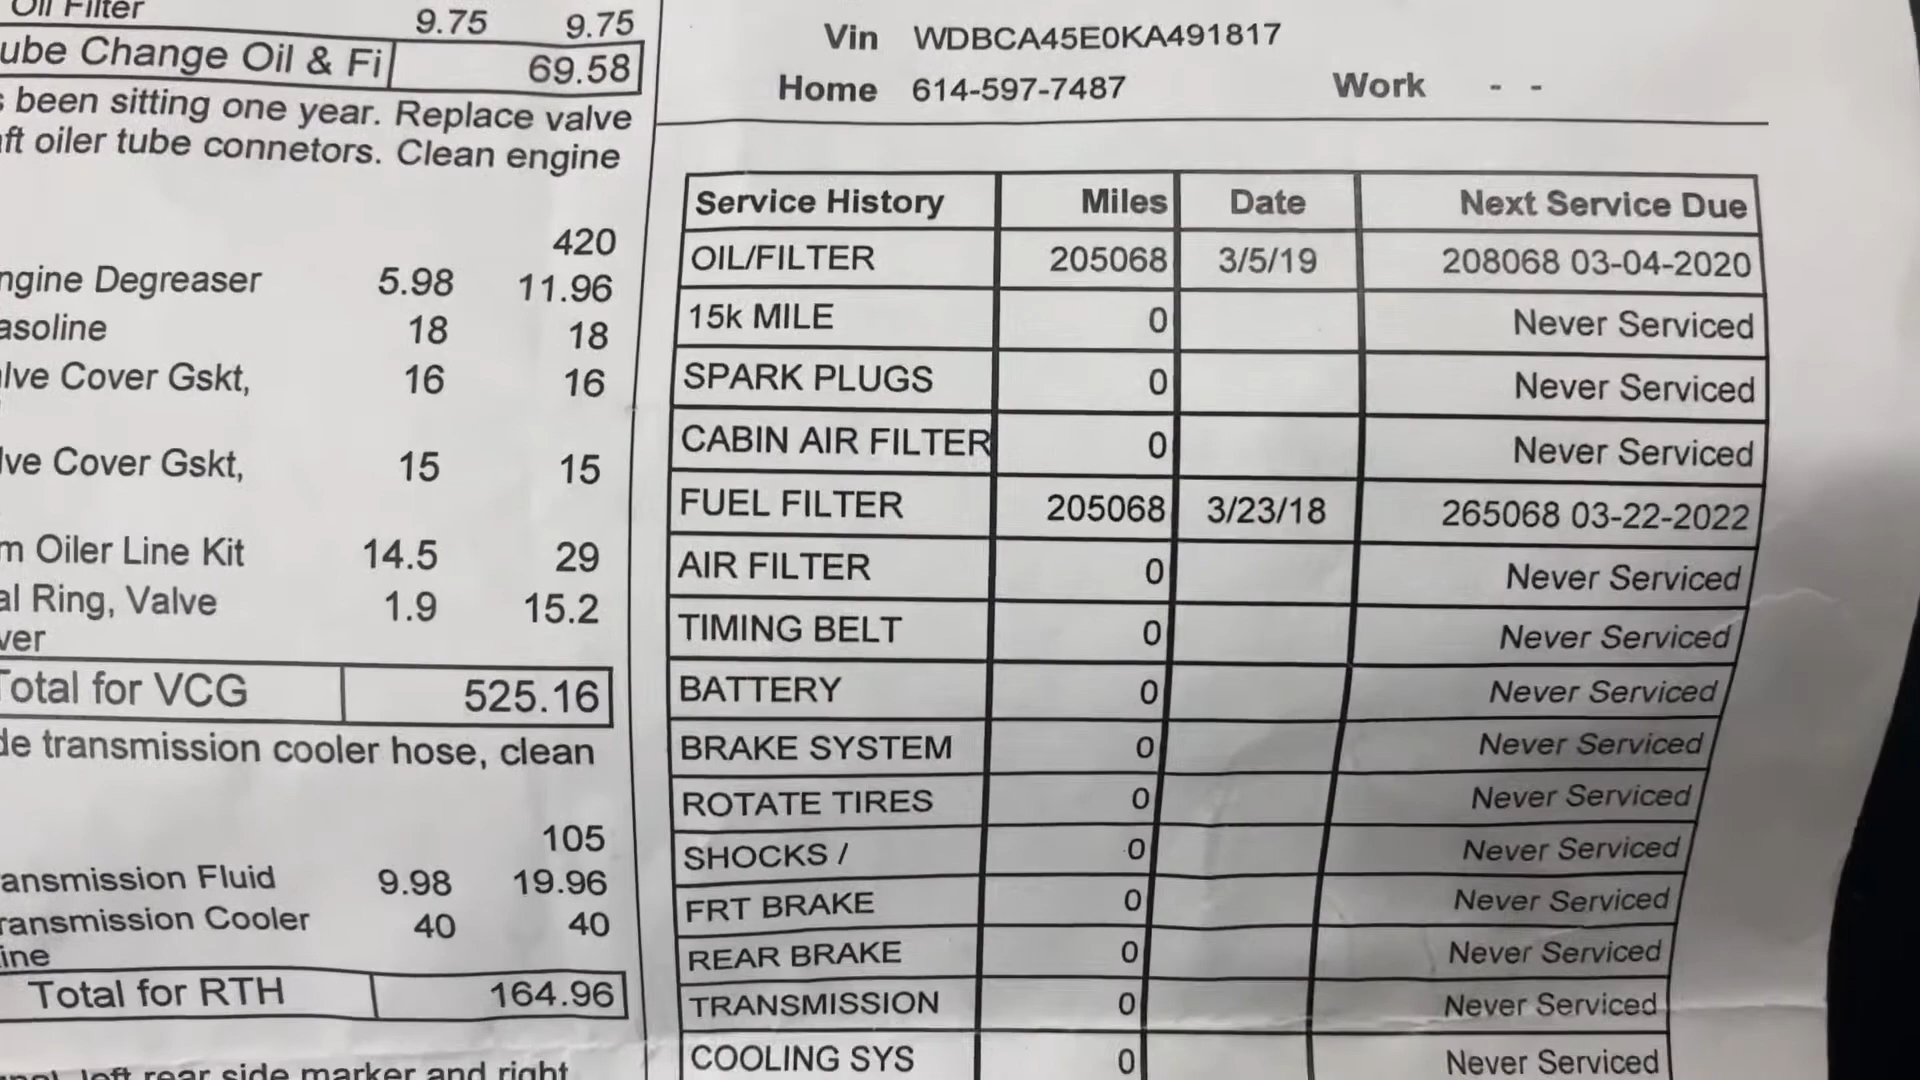 Oil Filter 9.75 9.75
ube Change Oil & Fi 69.58
been sitting one year. Replace valve
aft oiler tube connetors. Clean engine
420
ngine Degreaser 5.98 11.96
asoline 18 18
lve Cover Gskt, 16 16
lve Cover Gskt, 15 15
m Oiler Line Kit 14.5 29
al Ring, Valve 1.9 15.2
ver
Total for VCG 525.16
de transmission cooler hose, clean
105
ansmission Fluid 9.98 19.96
ransmission Cooler 40 40
ine
Total for RTH 164.96
left rear side marker and right
Vin WDBCA45E0KA491817
Home 614-597-7487 Work - -
Service History Miles Date Next Service Due
OIL/FILTER 205068 3/5/19 208068 03-04-2020
15k MILE 0 Never Serviced
SPARK PLUGS 0 Never Serviced
CABIN AIR FILTER 0 Never Serviced
FUEL FILTER 205068 3/23/18 265068 03-22-2022
AIR FILTER 0 Never Serviced
TIMING BELT 0 Never Serviced
BATTERY 0 Never Serviced
BRAKE SYSTEM 0 Never Serviced
ROTATE TIRES 0 Never Serviced
SHOCKS / 0 Never Serviced
FRT BRAKE 0 Never Serviced
REAR BRAKE 0 Never Serviced
TRANSMISSION 0 Never Serviced
COOLING SYS 0 Never Serviced